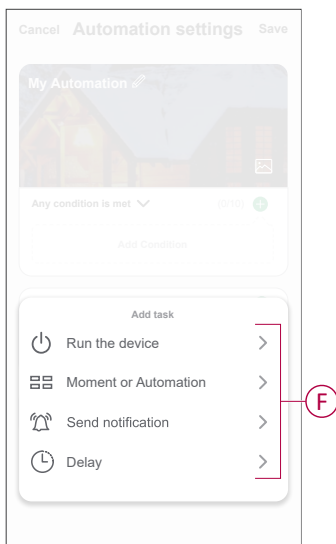 Cancel Automation settings Save
My Automation
Any condition is met (0/10)
Add Condition
Add task
Run the device
Moment or Automation
Send notification
Delay
F